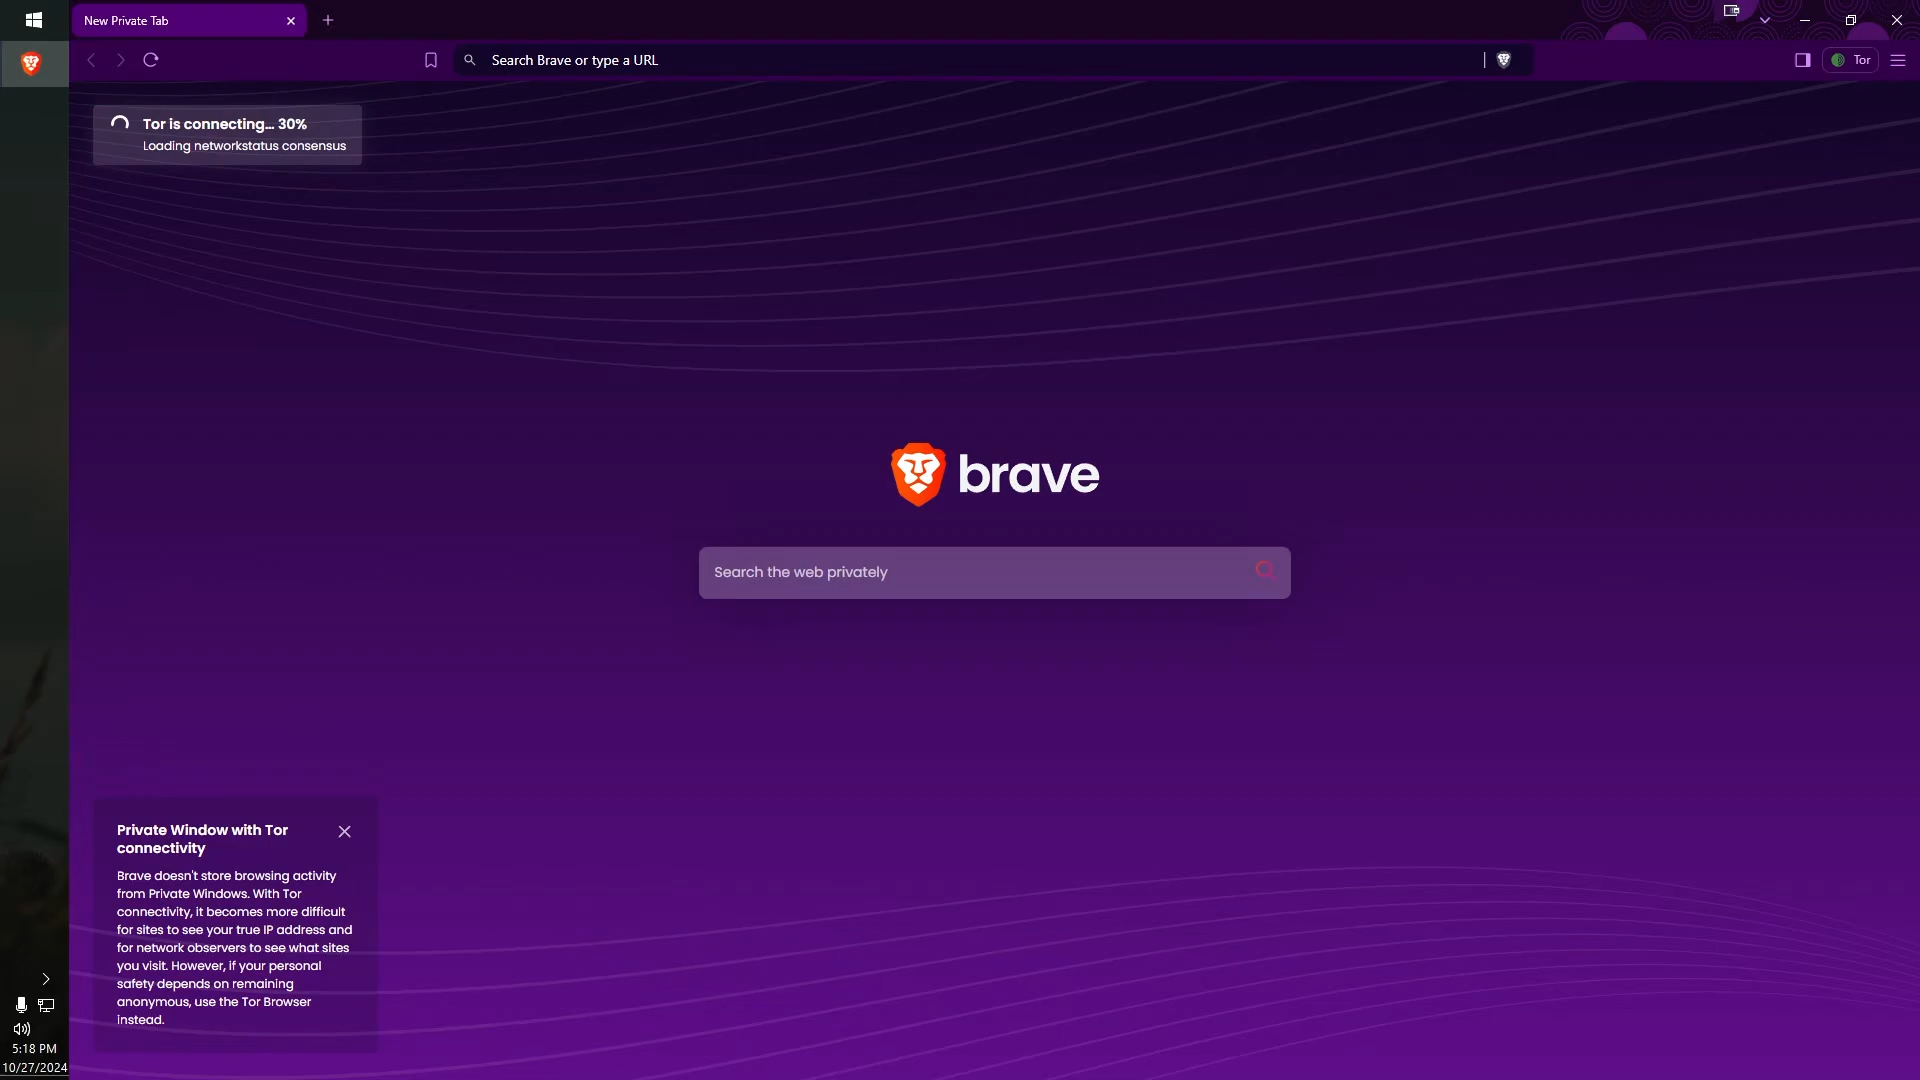 New Private Tab
Search Brave or type a URL
Tor
Tor is connecting... 30%
Loading networkstatus consensus
brave
Search the web privately
Private Window with Tor
connectivity
Brave doesn't store browsing activity
from Private Windows. With Tor
connectivity, it becomes more difficult
for sites to see your true IP address and
for network observers to see what sites
you visit. However, if your personal
safety depends on remaining
anonymous, use the Tor Browser
instead.
5:18 PM
10/27/2024